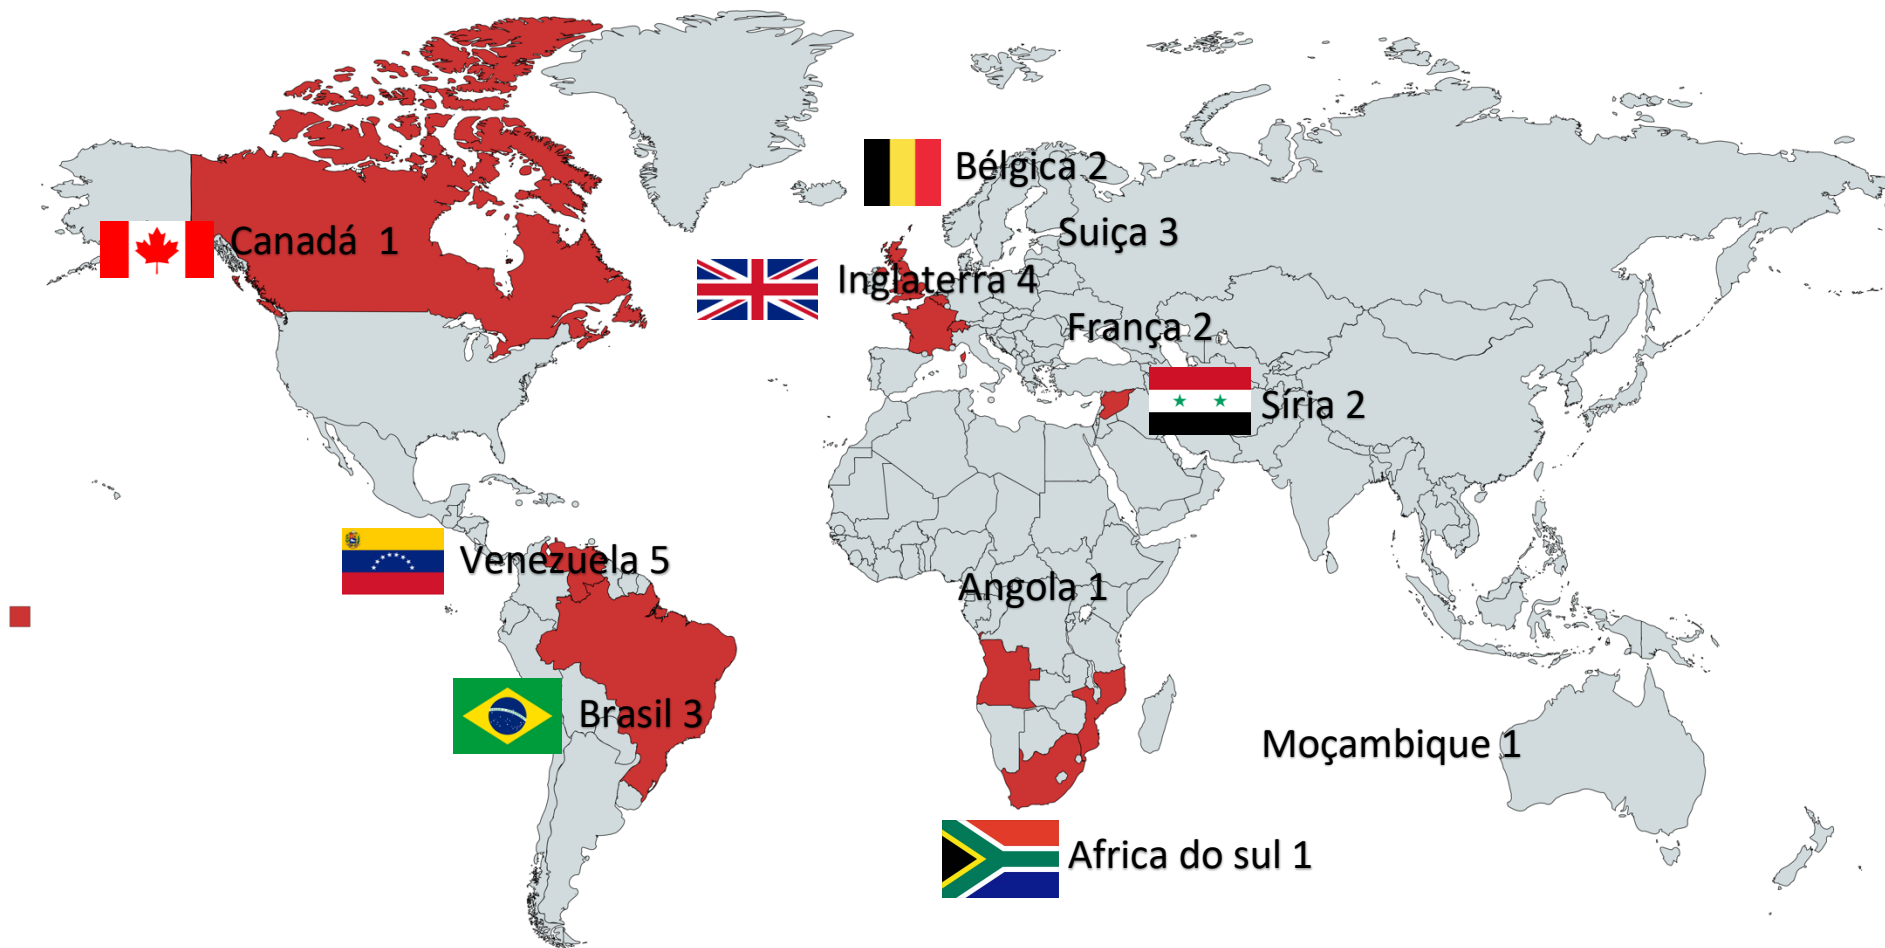 Bélgica 2
Suiça 3
Canadá 1
Inglaterra 4
França 2
Síria 2
Venezuela 5
Angola 1
Brasil 3
Moçambique 1
Africa do sul 1